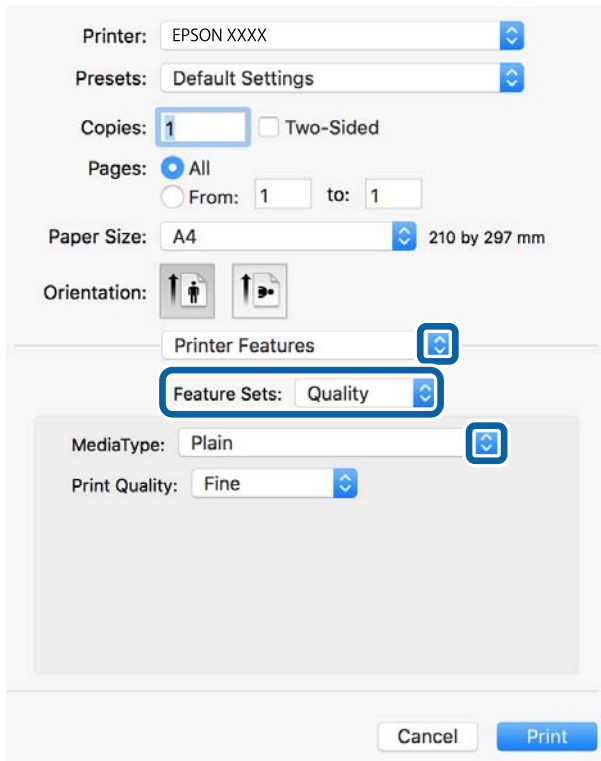 Printer: EPSON XXXX
Presets: Default Settings
Copies: 1 Two-Sided
Pages: All
From: 1 to: 1
Paper Size: A4 210 by 297 mm
Orientation:
Printer Features
Feature Sets: Quality
MediaType: Plain
Print Quality: Fine
Cancel Print